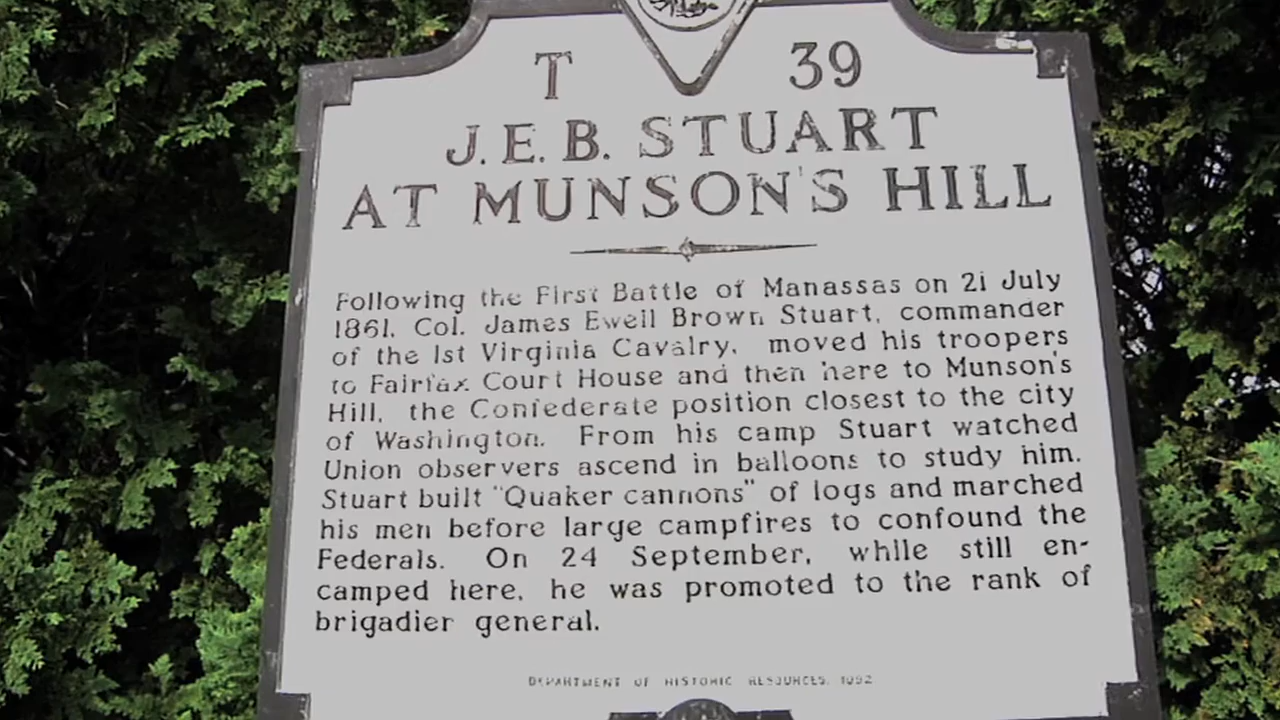 T 39
J.E.B. STUART
AT MUNSON'S HILL
Following the First Battle of Manassas on 21 July
1861, Col. James Ewell Brown Stuart, commander
of the 1st Virginia Cavalry, moved his troopers
to Fairfax Court House and then here to Munson's
Hill, the Confederate position closest to the city
of Washington. From his camp Stuart watched
Union observers ascend in balloons to study him.
Stuart built "Quaker cannons" of logs and marched
his men before large campfires to confound the
Federals. On 24 September, while still en-
camped here, he was promoted to the rank of
brigadier general.
DEPARTMENT OF HISTORIC RESOURCES, 1992